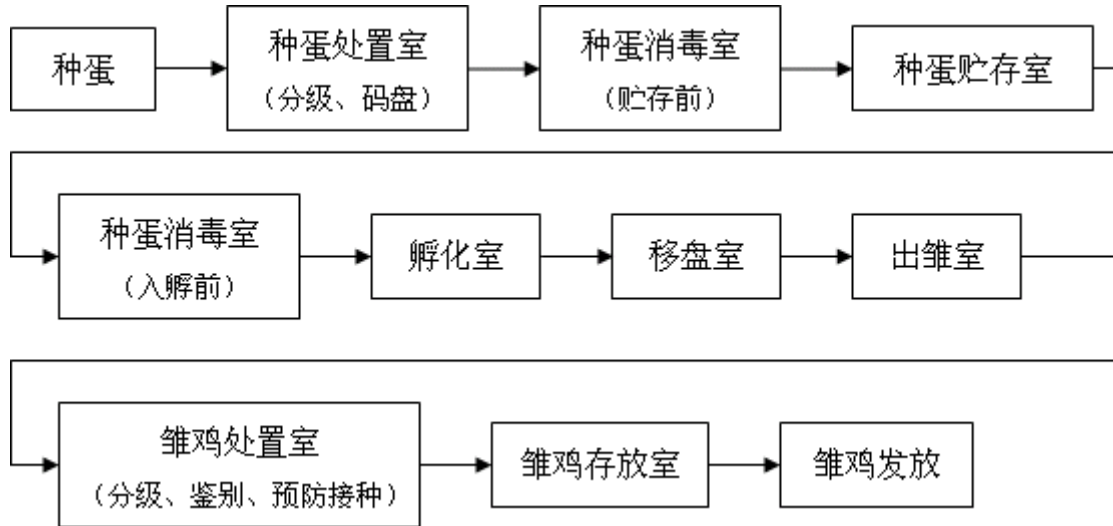 种蛋
种蛋处置室
（分级、码盘）
种蛋消毒室
（贮存前）
种蛋贮存室
种蛋消毒室
（入孵前）
孵化室
移盘室
出雏室
雏鸡处置室
（分级、鉴别、预防接种）
雏鸡存放室
雏鸡发放